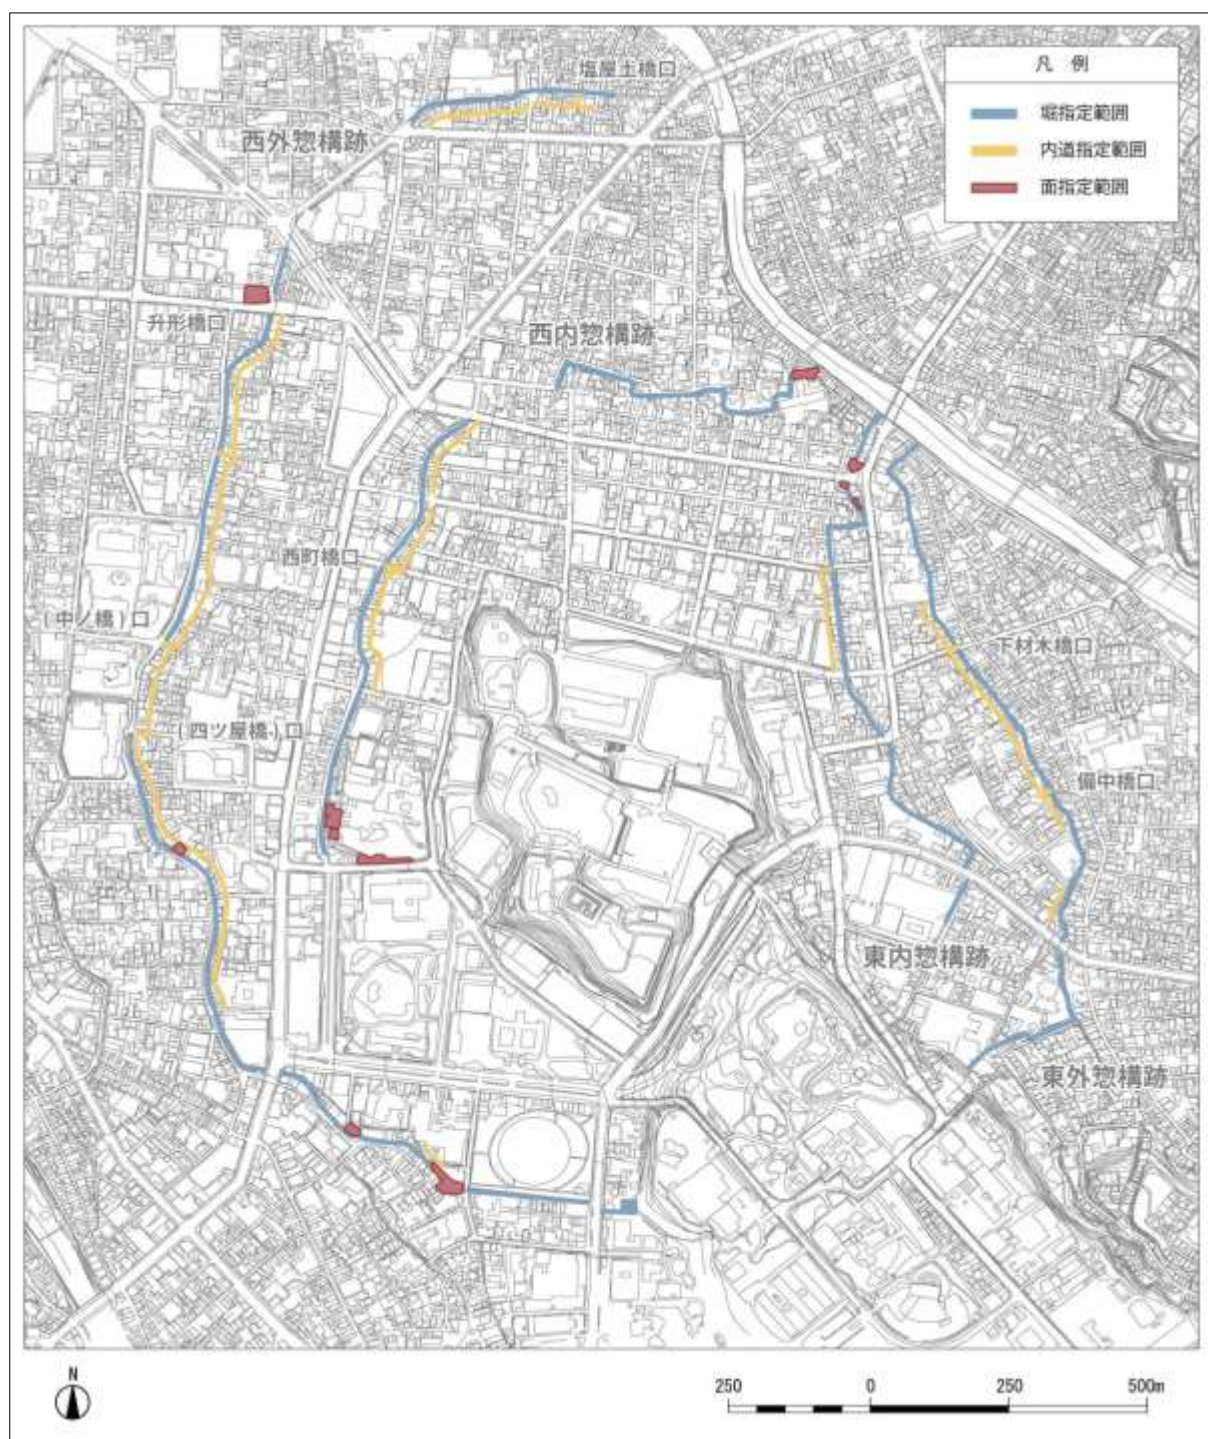 塩屋土橋口
凡 例
堀指定範囲
内道指定範囲
面指定範囲
西外惣構跡
升形橋口
西内惣構跡
西町橋口
(中ノ橋)口
下材木橋口
(四ツ屋橋)口
備中橋口
東内惣構跡
東外惣構跡
N
250 0 250 500m